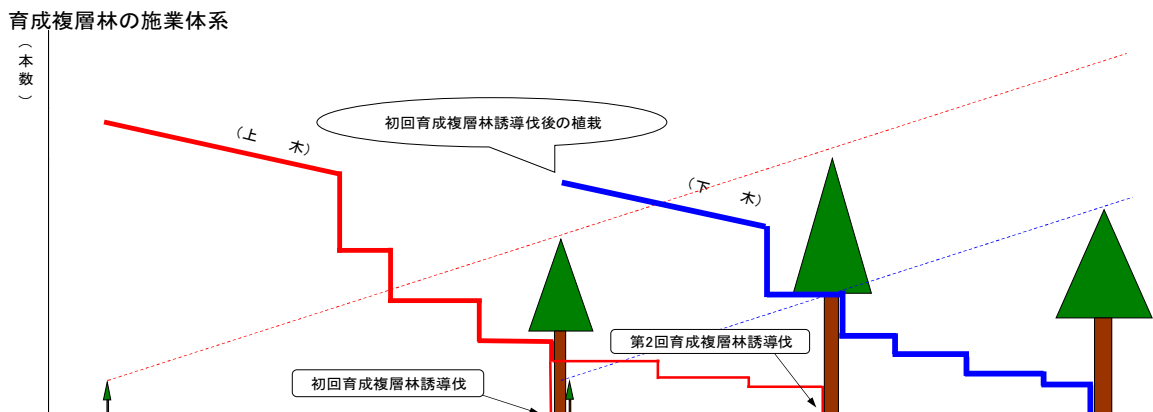 育成複層林の施業体系
（本数）
初回育成複層林誘導伐後の植栽
（上　木）
（下　木）
第2回育成複層林誘導伐
初回育成複層林誘導伐